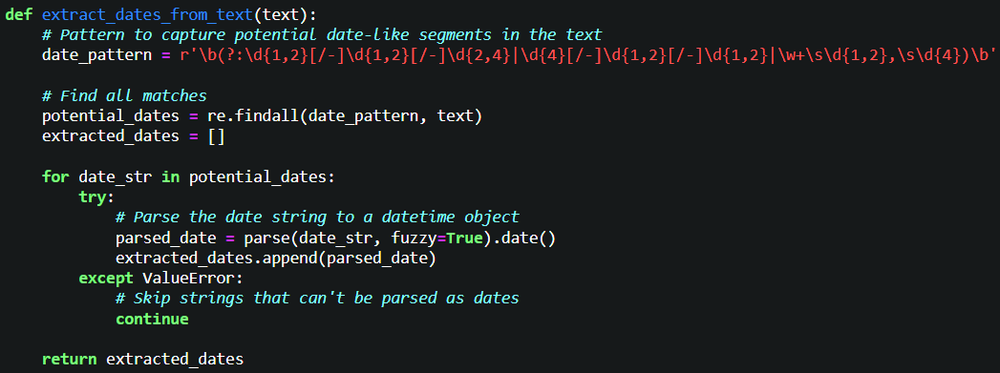 def extract_dates_from_text(text):
    # Pattern to capture potential date-like segments in the text
    date_pattern = r'\b(?:\d{1,2}[/-]\d{1,2}[/-]\d{2,4}|\d{4}[/-]\d{1,2}[/-]\d{1,2}|\w+\s\d{1,2},\s\d{4})\b'
    # Find all matches
    potential_dates = re.findall(date_pattern, text)
    extracted_dates = []
    for date_str in potential_dates:
        try:
            # Parse the date string to a datetime object
            parsed_date = parse(date_str, fuzzy=True).date()
            extracted_dates.append(parsed_date)
        except ValueError:
            # Skip strings that can't be parsed as dates
            continue
    return extracted_dates